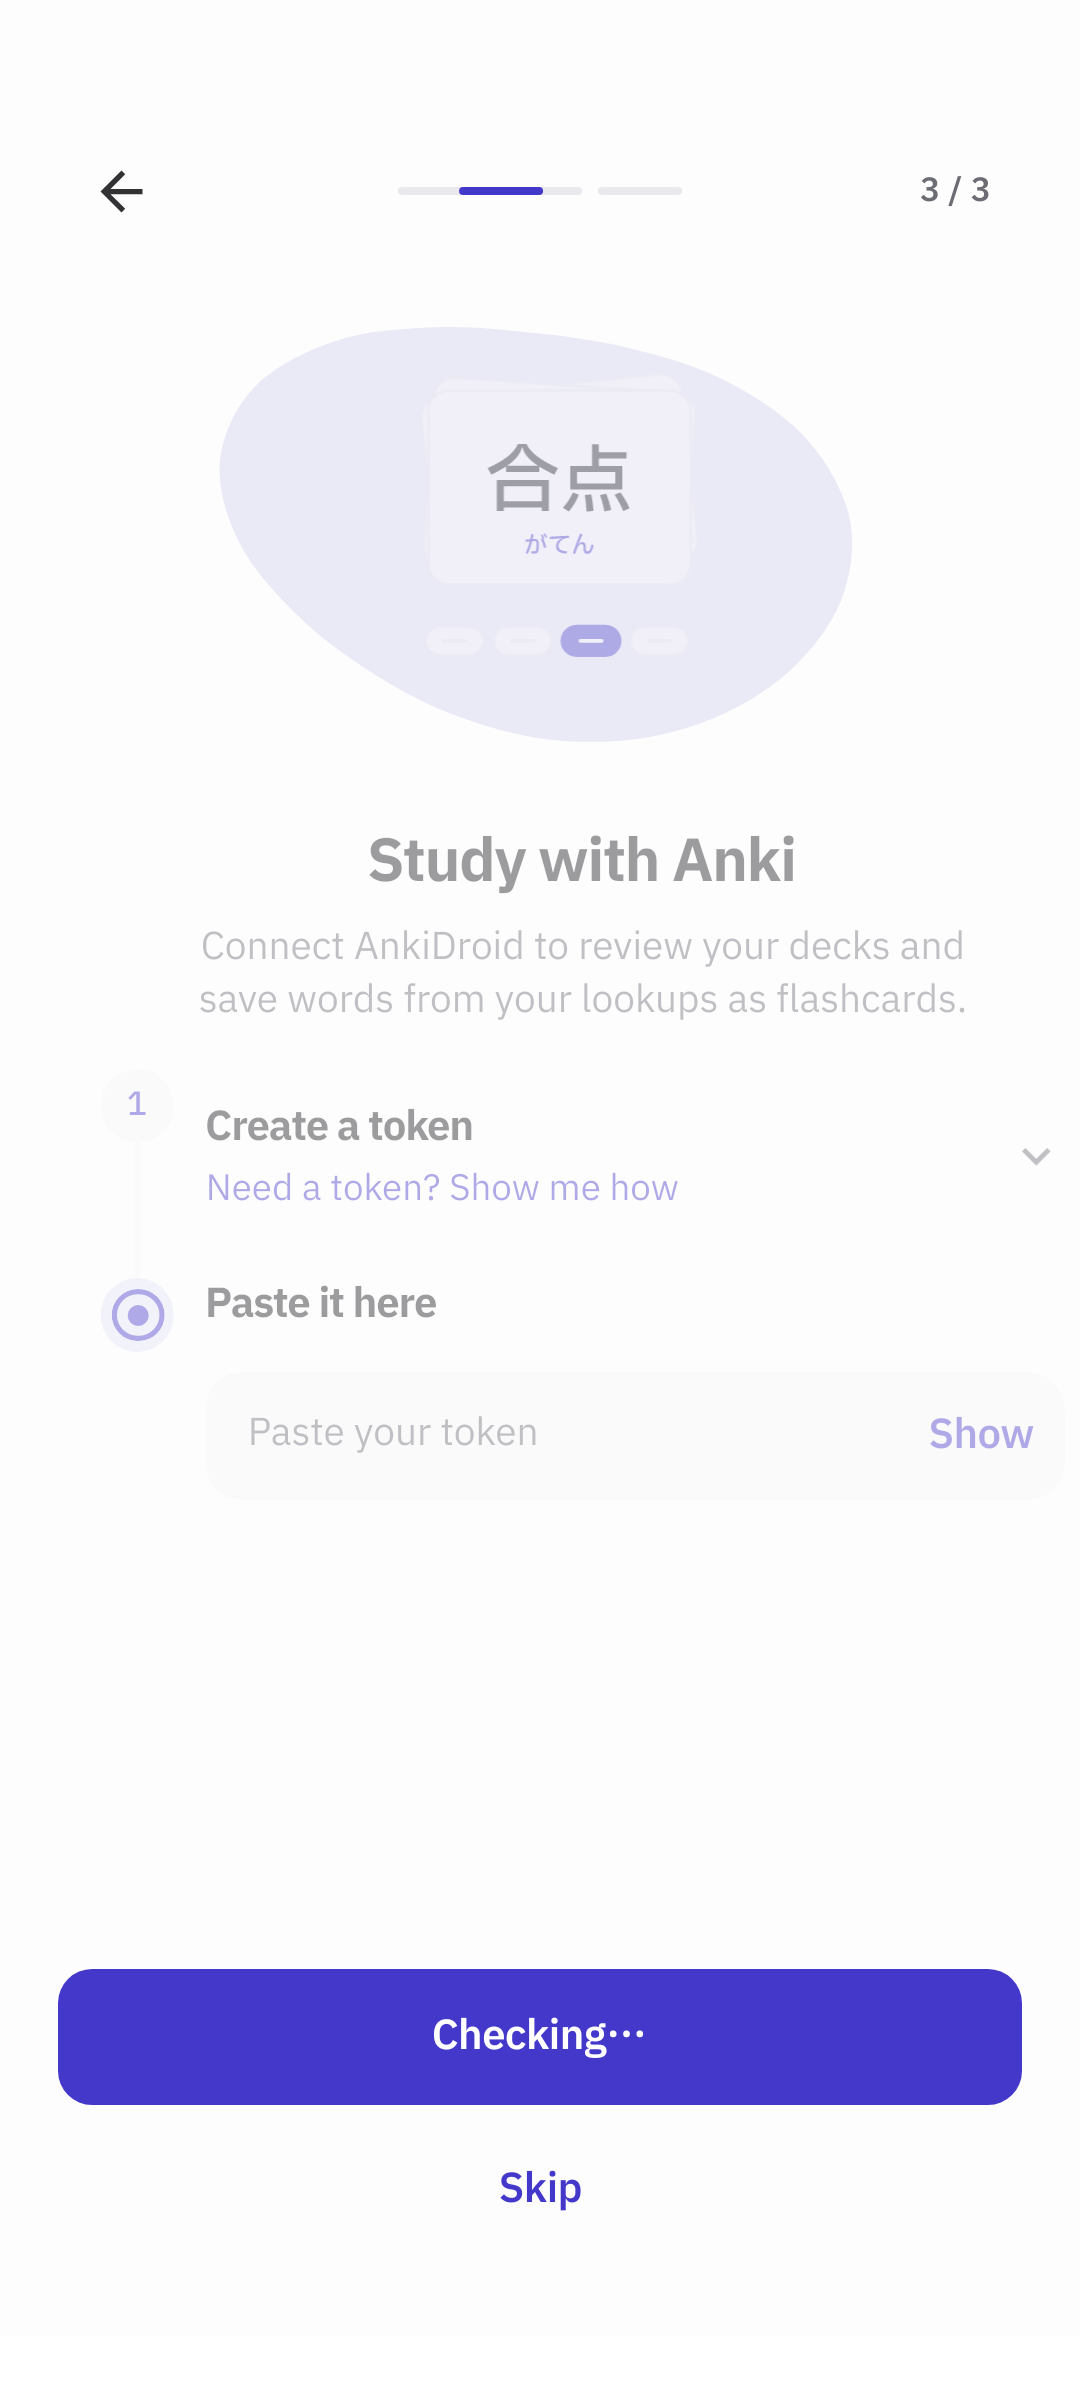 3 / 3
合点
がてん
Study with Anki
Connect AnkiDroid to review your decks and
save words from your lookups as flashcards.
1
Create a token
Need a token? Show me how
Paste it here
Paste your token
Show
Checking⋯
Skip